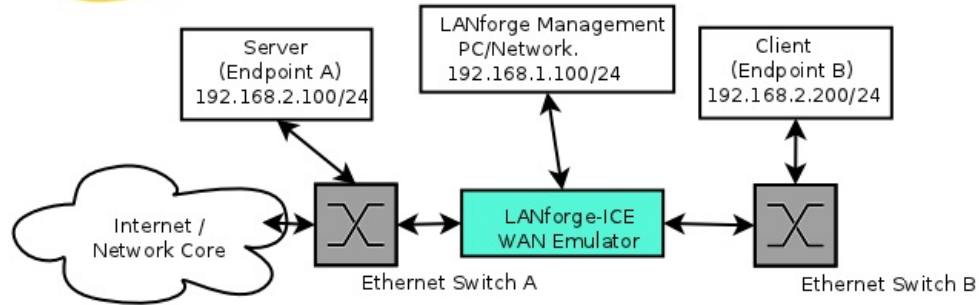 Server
(Endpoint A)
192.168.2.100/24
LANforge Management
PC/Network.
192.168.1.100/24
Client
(Endpoint B)
192.168.2.200/24
Internet /
Network Core
LANforge-ICE
WAN Emulator
Ethernet Switch A
Ethernet Switch B